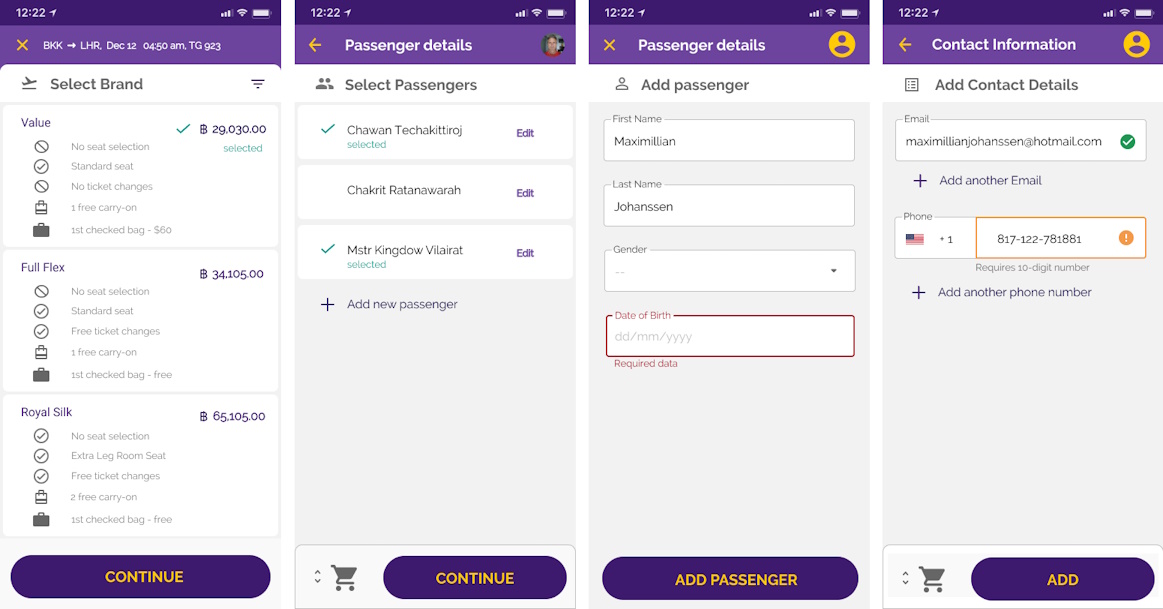 12:22
BKK → LHR, Dec 12 04:50 am, TG 923
Select Brand
Value
฿ 29,030.00
selected
No seat selection
Standard seat
No ticket changes
1 free carry-on
1st checked bag - $60
Full Flex
฿ 34,105.00
No seat selection
Standard seat
Free ticket changes
1 free carry-on
1st checked bag - free
Royal Silk
฿ 65,105.00
No seat selection
Extra Leg Room Seat
Free ticket changes
2 free carry-on
1st checked bag - free
CONTINUE
12:22
Passenger details
Select Passengers
Chawan Techakittiroj
selected
Edit
Chakrit Ratanawarah
Edit
Mstr Kingdow Vilairat
selected
Edit
Add new passenger
CONTINUE
12:22
Passenger details
Add passenger
First Name
Maximillian
Last Name
Johanssen
Gender
--
Date of Birth
dd/mm/yyyy
Required data
ADD PASSENGER
12:22
Contact Information
Add Contact Details
Email
maximillianjohanssen@hotmail.com
Add another Email
Phone
+ 1
817-122-781881
Requires 10-digit number
Add another phone number
ADD